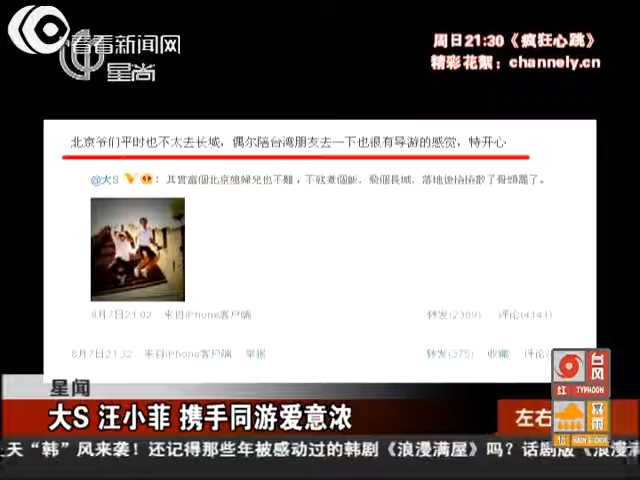 看看新闻网
星尚
周日21:30《疯狂心跳》
精彩花絮：channely.cn
北京爷们平时也不太去长城，偶尔陪台湾朋友去一下也很有导游的感觉，特开心
@大S
8月7日21:02 来自iPhone客户端
转发(2309) 评论(4141)
8月7日21:32 来自iPhone客户端 举报
转发(375) 收藏 评论
台风
红 TYPHOON
暴雨
星闻
大S 汪小菲 携手同游爱意浓
左右
天“韩”风来袭！还记得那些年被感动过的韩剧《浪漫满屋》吗？话剧版《浪漫满